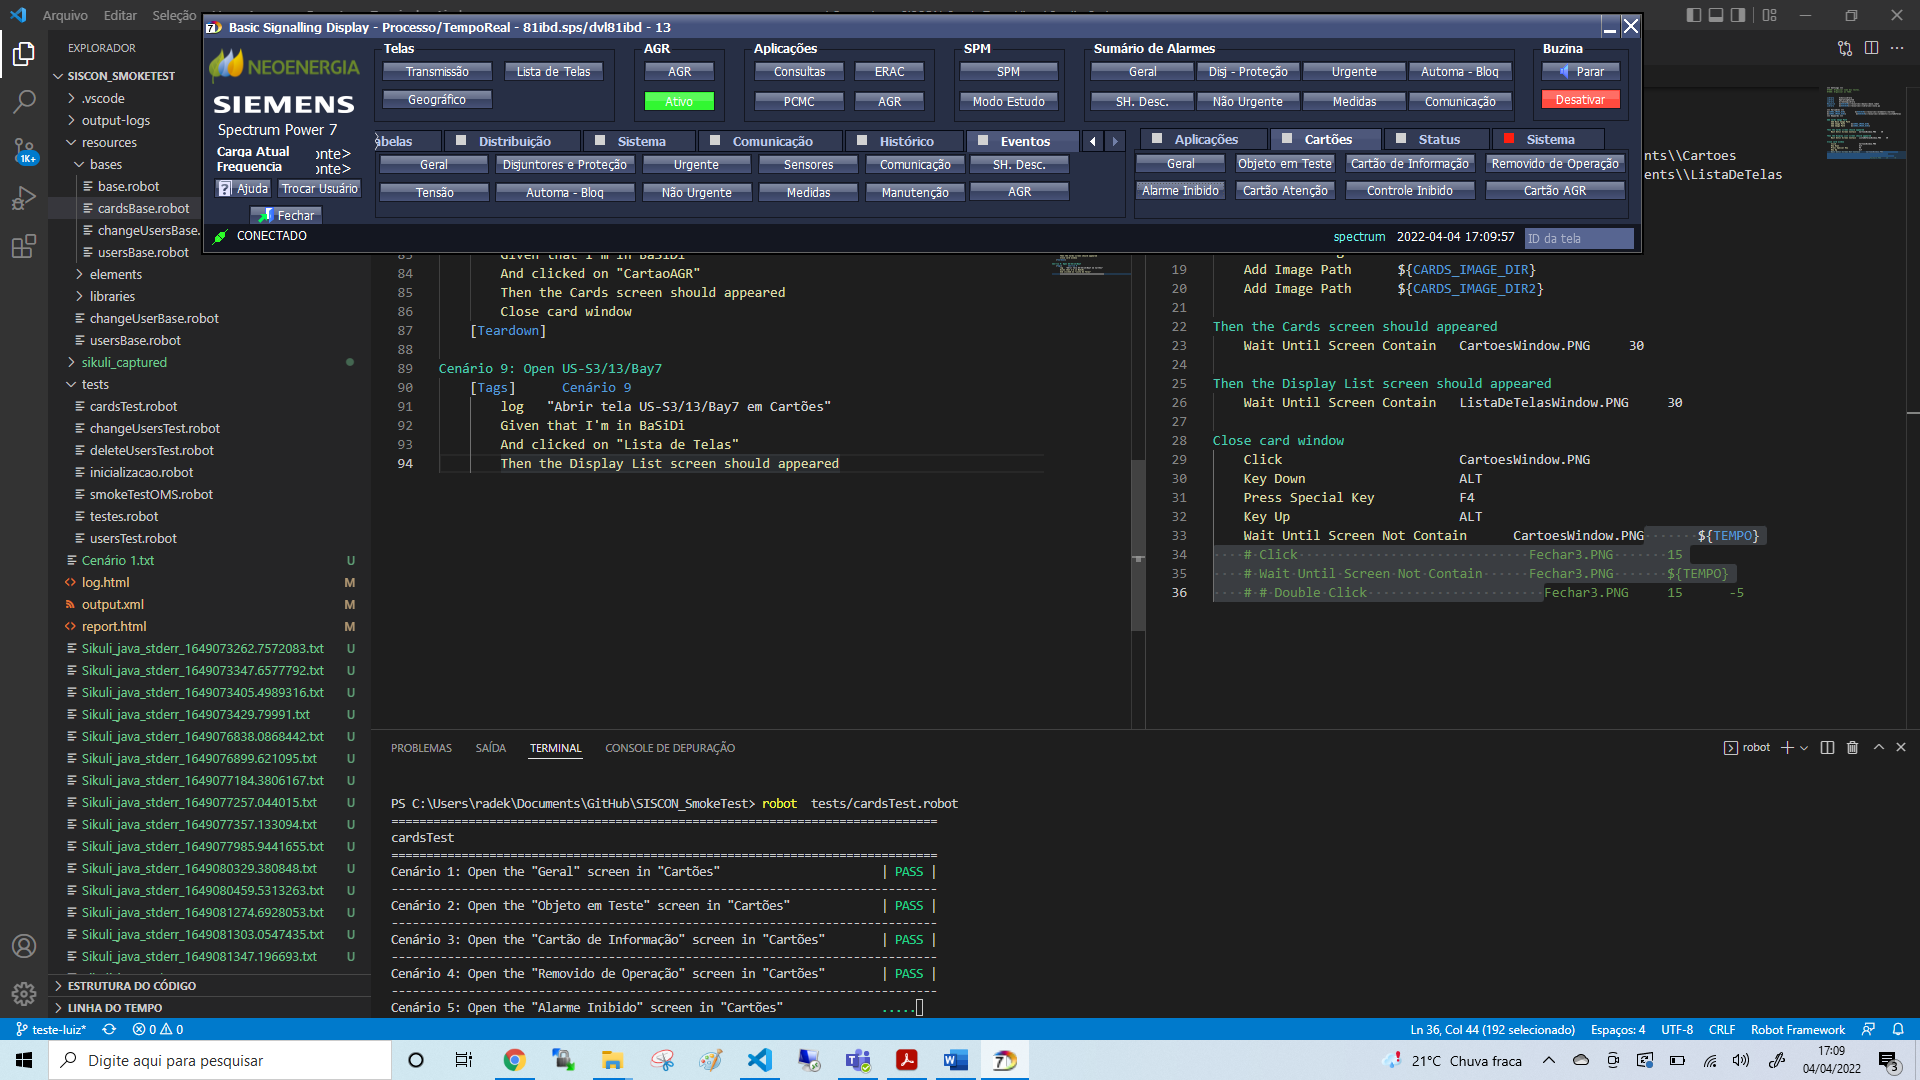 Arquivo Editar Seleção
Basic Signalling Display - Processo/TempoReal - 81ibd.sps/dvl81ibd - 13
NEOENERGIA
SIEMENS
Spectrum Power 7
Carga Atual onte>
Frequencia onte>
Ajuda Trocar Usuário
Fechar
CONECTADO
Telas
Transmissão Lista de Telas
Geográfico
AGR
AGR
Ativo
Aplicações
Consultas ERAC
PCMC AGR
SPM
SPM
Modo Estudo
Sumário de Alarmes
Geral Disj - Proteção Urgente Automa - Bloq
SH. Desc. Não Urgente Medidas Comunicação
Buzina
Parar
Desativar
abelas Distribuição Sistema Comunicação Histórico Eventos
Geral Disjuntores e Proteção Urgente Sensores Comunicação SH. Desc.
Tensão Automa - Bloq Não Urgente Medidas Manutenção AGR
Aplicações Cartões Status Sistema
Geral Objeto em Teste Cartão de Informação Removido de Operação
Alarme Inibido Cartão Atenção Controle Inibido Cartão AGR
spectrum 2022-04-04 17:09:57 ID da tela
EXPLORADOR
SISCON_SMOKETEST
.vscode
output-logs
resources
bases
base.robot
cardsBase.robot
changeUsersBase.
usersBase.robot
elements
libraries
changeUserBase.robot
usersBase.robot
sikuli_captured
tests
cardsTest.robot
changeUsersTest.robot
deleteUsersTest.robot
inicializacao.robot
smokeTestOMS.robot
testes.robot
usersTest.robot
Cenário 1.txt U
log.html M
output.xml M
report.html M
Sikuli_java_stderr_1649073262.7572083.txt U
Sikuli_java_stderr_1649073347.6577792.txt U
Sikuli_java_stderr_1649073405.4989316.txt U
Sikuli_java_stderr_1649073429.79991.txt U
Sikuli_java_stderr_1649076838.0868442.txt U
Sikuli_java_stderr_1649076899.621095.txt U
Sikuli_java_stderr_1649077184.3806167.txt U
Sikuli_java_stderr_1649077257.044015.txt U
Sikuli_java_stderr_1649077357.133094.txt U
Sikuli_java_stderr_1649077985.9441655.txt U
Sikuli_java_stderr_1649080329.380848.txt U
Sikuli_java_stderr_1649080459.5313263.txt U
Sikuli_java_stderr_1649081274.6928053.txt U
Sikuli_java_stderr_1649081303.0547435.txt U
Sikuli_java_stderr_1649081347.196693.txt U
ESTRUTURA DO CÓDIGO
LINHA DO TEMPO
1K+
83 Given that I'm in BaSiDi
84 And clicked on "CartaoAGR"
85 Then the Cards screen should appeared
86 Close card window
87 [Teardown]
88
89 Cenário 9: Open US-S3/13/Bay7
90 [Tags] Cenário 9
91 log "Abrir tela US-S3/13/Bay7 em Cartões"
92 Given that I'm in BaSiDi
93 And clicked on "Lista de Telas"
94 Then the Display List screen should appeared
nts\\Cartoes
ents\\ListaDeTelas
19 Add Image Path ${CARDS_IMAGE_DIR}
20 Add Image Path ${CARDS_IMAGE_DIR2}
21
22 Then the Cards screen should appeared
23 Wait Until Screen Contain CartoesWindow.PNG 30
24
25 Then the Display List screen should appeared
26 Wait Until Screen Contain ListaDeTelasWindow.PNG 30
27
28 Close card window
29 Click CartoesWindow.PNG
30 Key Down ALT
31 Press Special Key F4
32 Key Up ALT
33 Wait Until Screen Not Contain CartoesWindow.PNG ${TEMPO}
34 # Click Fechar3.PNG 15
35 # Wait Until Screen Not Contain Fechar3.PNG ${TEMPO}
36 # # Double Click Fechar3.PNG 15 -5
PROBLEMAS SAÍDA TERMINAL CONSOLE DE DEPURAÇÃO
robot
PS C:\Users\radek\Documents\GitHub\SISCON_SmokeTest> robot tests/cardsTest.robot
==============================================================================
cardsTest
==============================================================================
Cenário 1: Open the "Geral" screen in "Cartões" | PASS |
------------------------------------------------------------------------------
Cenário 2: Open the "Objeto em Teste" screen in "Cartões" | PASS |
------------------------------------------------------------------------------
Cenário 3: Open the "Cartão de Informação" screen in "Cartões" | PASS |
------------------------------------------------------------------------------
Cenário 4: Open the "Removido de Operação" screen in "Cartões" | PASS |
------------------------------------------------------------------------------
Cenário 5: Open the "Alarme Inibido" screen in "Cartões" .....
teste-luiz* 0 0
Ln 36, Col 44 (192 selecionado) Espaços: 4 UTF-8 CRLF Robot Framework
Digite aqui para pesquisar
21°C Chuva fraca
17:09
04/04/2022
3